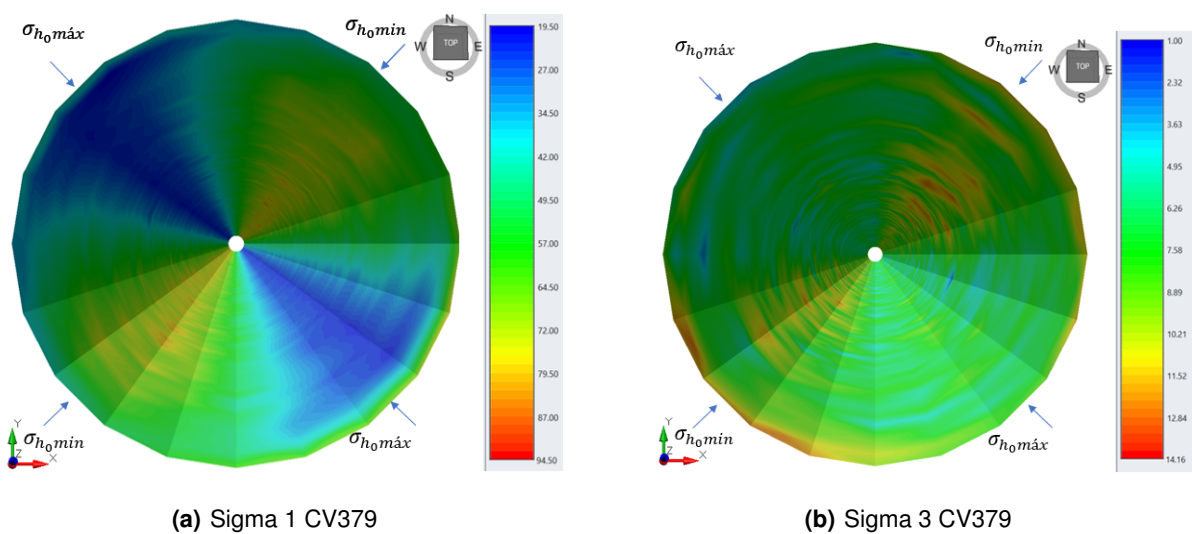 σₕ₀máx
σₕ₀min
N
W TOP E
S
19.50
27.00
34.50
42.00
49.50
57.00
64.50
72.00
79.50
87.00
94.50
σₕ₀min
σₕ₀máx
Y
Z X
(a) Sigma 1 CV379
σₕ₀máx
σₕ₀min
N
W TOP E
S
1.00
2.32
3.63
4.95
6.26
7.58
8.89
10.21
11.52
12.84
14.16
σₕ₀min
σₕ₀máx
Y
Z X
(b) Sigma 3 CV379